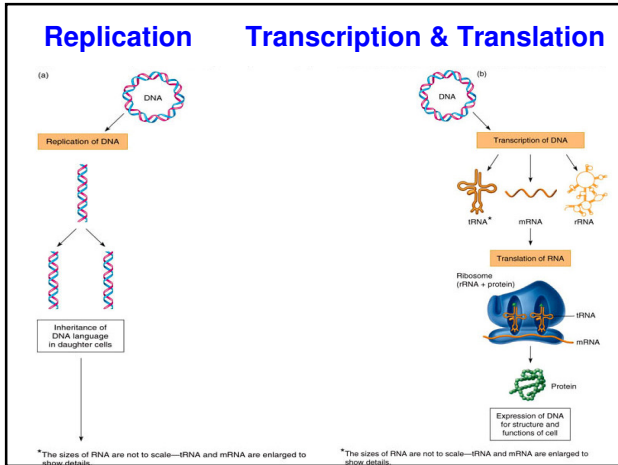 Replication
Transcription & Translation
(a)
DNA
Replication of DNA
Inheritance of
DNA language
in daughter cells
*The sizes of RNA are not to scale—tRNA and mRNA are enlarged to
show details.
(b)
DNA
Transcription of DNA
tRNA*
mRNA
rRNA
Translation of RNA
Ribosome
(rRNA + protein)
tRNA
mRNA
Protein
Expression of DNA
for structure and
functions of cell
*The sizes of RNA are not to scale—tRNA and mRNA are enlarged to
show details.